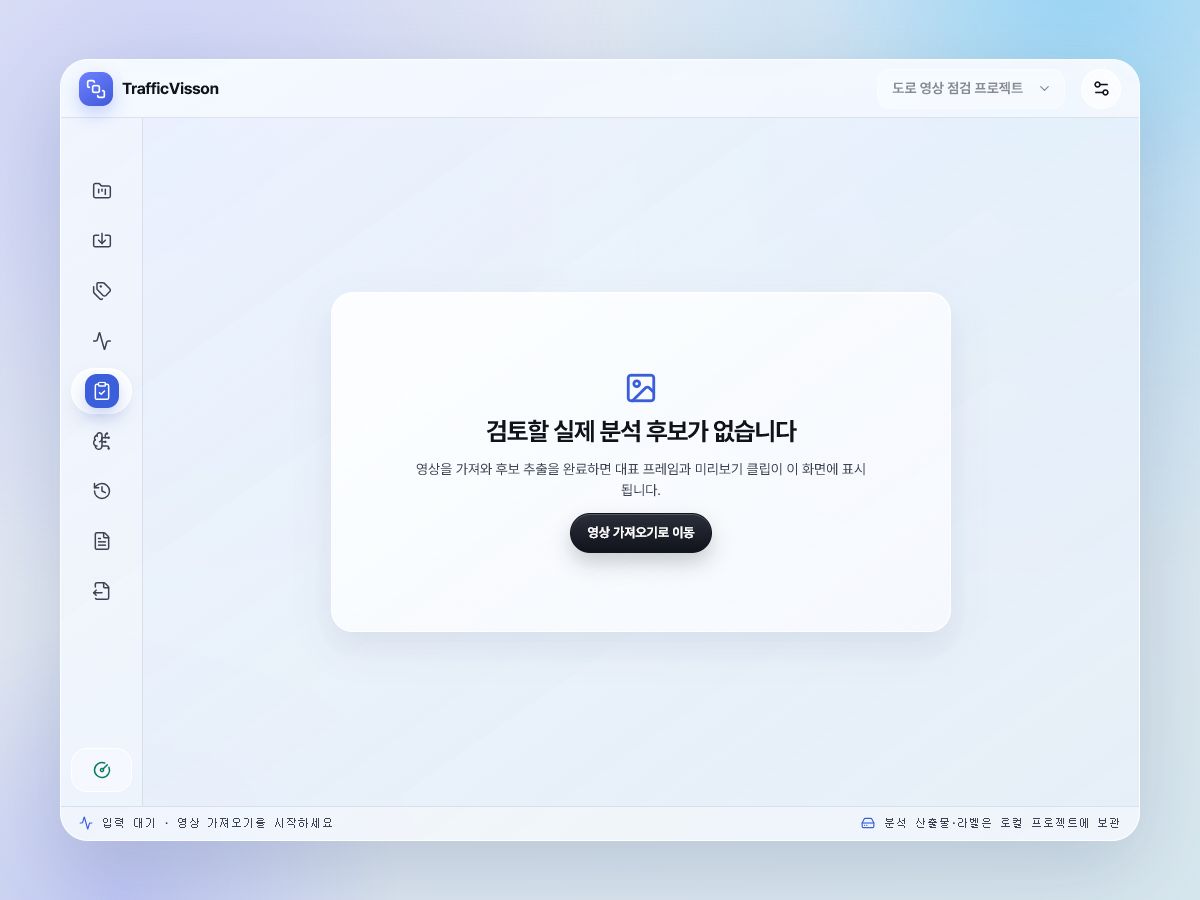 TrafficVisson
도로 영상 점검 프로젝트
검토할 실제 분석 후보가 없습니다
영상을 가져와 후보 추출을 완료하면 대표 프레임과 미리보기 클립이 이 화면에 표시
됩니다.
영상 가져오기로 이동
입력 대기 · 영상 가져오기를 시작하세요
분석 산출물·라벨은 로컬 프로젝트에 보관